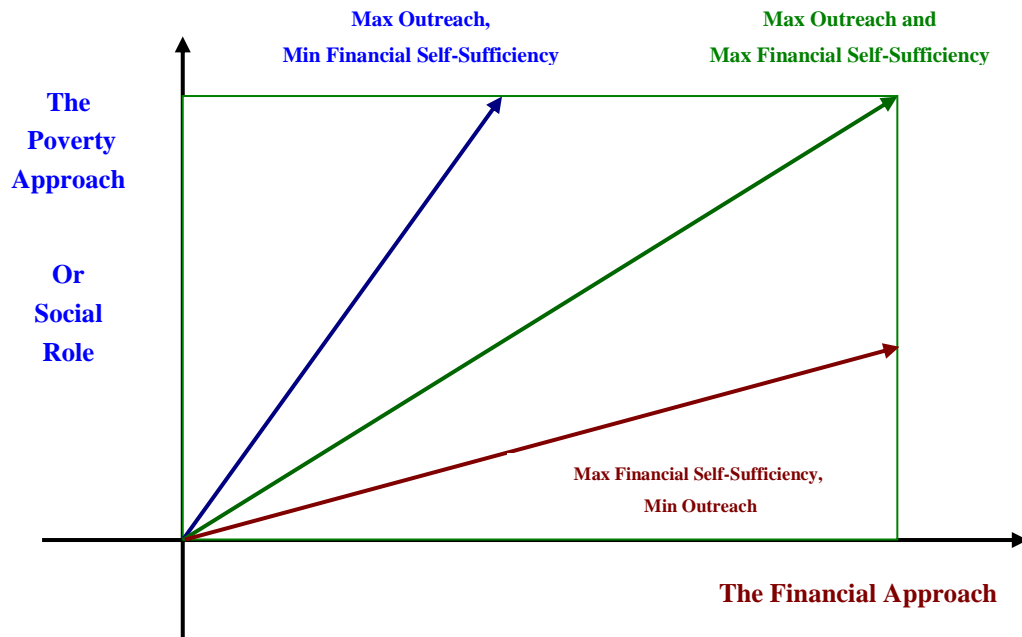 Max Outreach,
Min Financial Self-Sufficiency
Max Outreach and
Max Financial Self-Sufficiency
The
Poverty
Approach
Or
Social
Role
Max Financial Self-Sufficiency,
Min Outreach
The Financial Approach